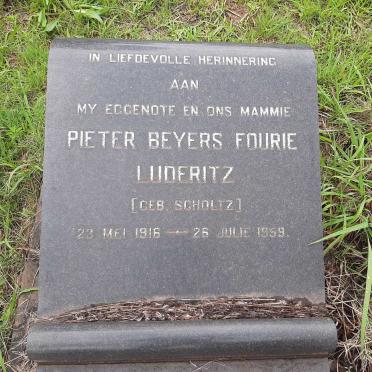 IN LIEFDEVOLLE HERINNERING
AAN
MY EGGENOTE EN ONS MAMMIE
PIETER BEYERS FOURIE
LUDERITZ
[GEB. SCHOLTZ]
23 MEI 1916 — 26 JULIE 1959.